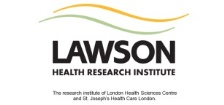 LAWSON
HEALTH RESEARCH INSTITUTE
The research institute of London Health Sciences Centre
and St. Joseph's Health Care London.